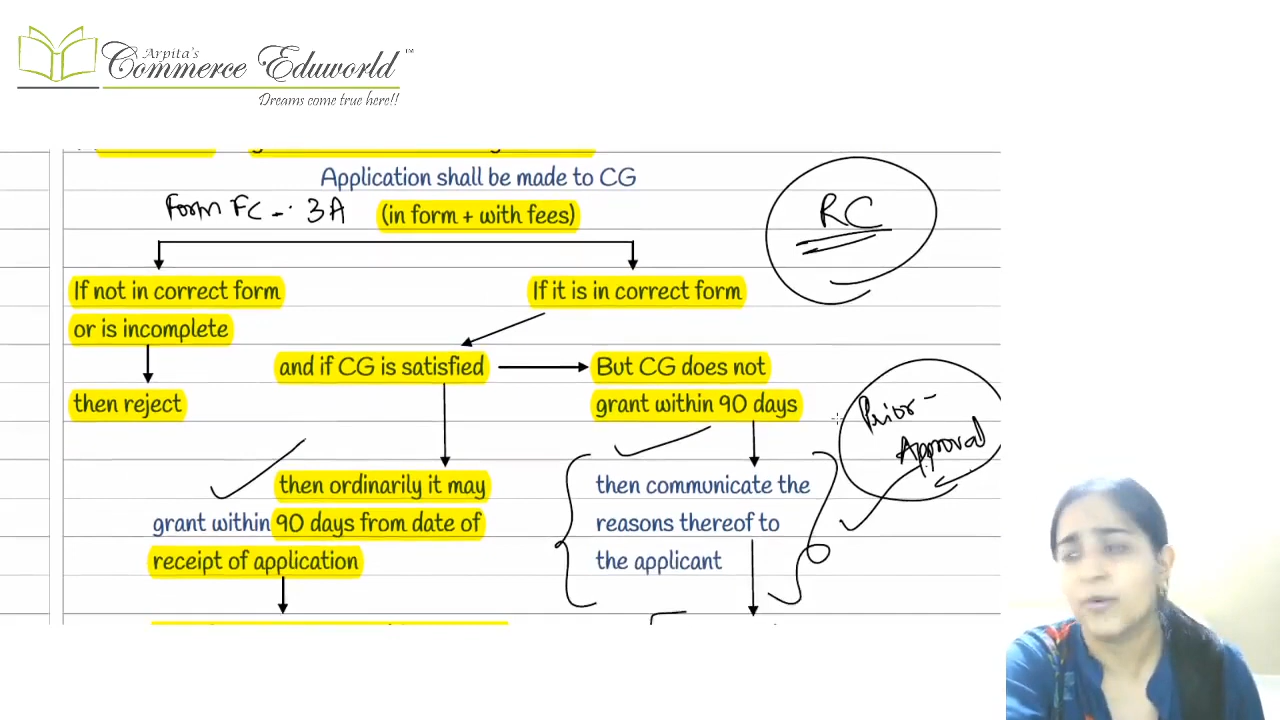 Arpita's
Commerce Eduworld™
Dreams come true here!!
Application shall be made to CG
Form FC - 3A (in form + with fees)
RC
If not in correct form
or is incomplete
then reject
If it is in correct form
and if CG is satisfied
But CG does not
grant within 90 days
Prior-
Approval
then ordinarily it may
grant within 90 days from date of
receipt of application
then communicate the
reasons thereof to
the applicant